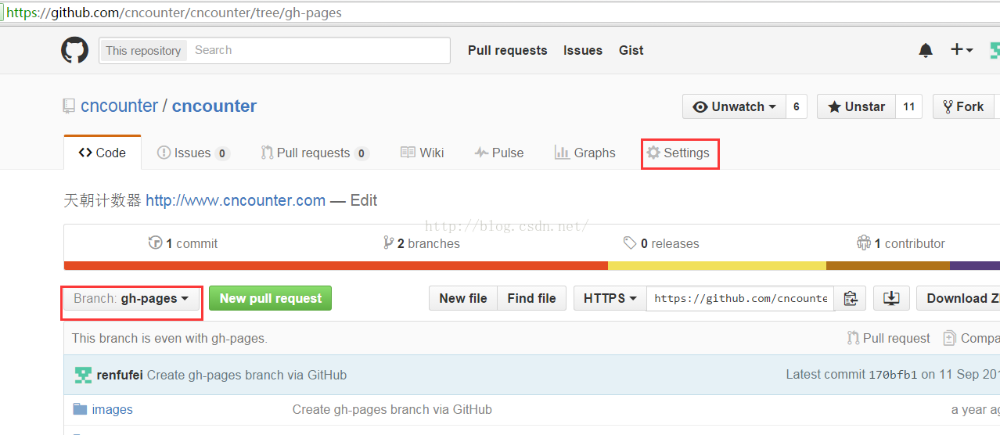 https://github.com/cncounter/cncounter/tree/gh-pages
This repository Search Pull requests Issues Gist
cncounter / cncounter Unwatch 6 Unstar 11 Fork
Code Issues 0 Pull requests 0 Wiki Pulse Graphs Settings
天朝计数器 http://www.cncounter.com — Edit
http://blog.csdn.net/
1 commit 2 branches 0 releases 1 contributor
Branch: gh-pages New pull request New file Find file HTTPS https://github.com/cncounte Download Z
This branch is even with gh-pages. Pull request Compa
renfufei Create gh-pages branch via GitHub Latest commit 170bfb1 on 11 Sep 201
images Create gh-pages branch via GitHub a year ag